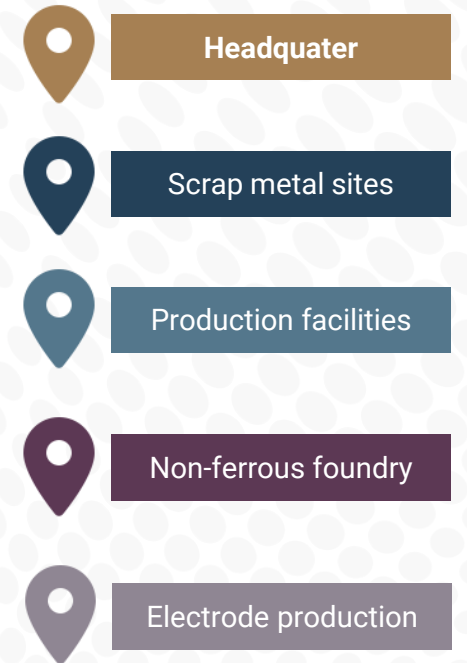 Headquater
Scrap metal sites
Production facilities
Non-ferrous foundry
Electrode production